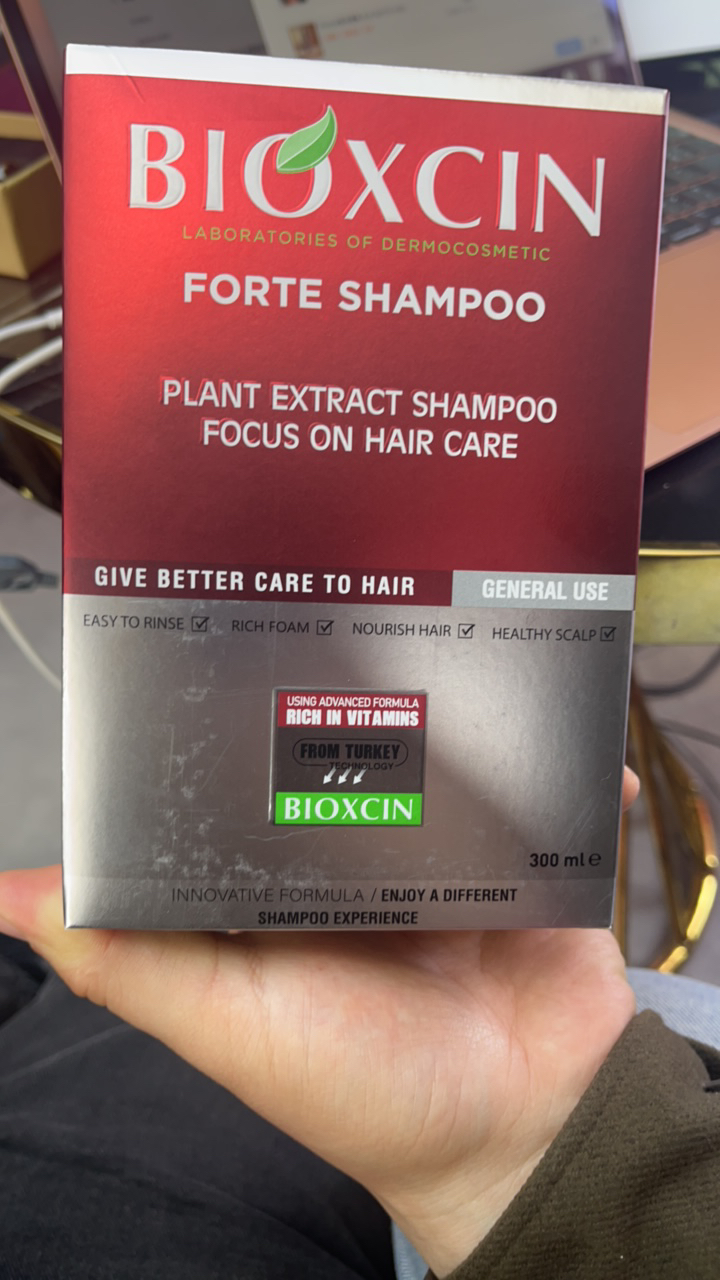 BIOXCIN
LABORATORIES OF DERMOCOSMETIC
FORTE SHAMPOO
PLANT EXTRACT SHAMPOO
FOCUS ON HAIR CARE
GIVE BETTER CARE TO HAIR GENERAL USE
EASY TO RINSE ☑ RICH FOAM ☑ NOURISH HAIR ☑ HEALTHY SCALP ☑
USING ADVANCED FORMULA
RICH IN VITAMINS
FROM TURKEY
TECHNOLOGY
BIOXCIN
300 ml ℮
INNOVATIVE FORMULA / ENJOY A DIFFERENT
SHAMPOO EXPERIENCE